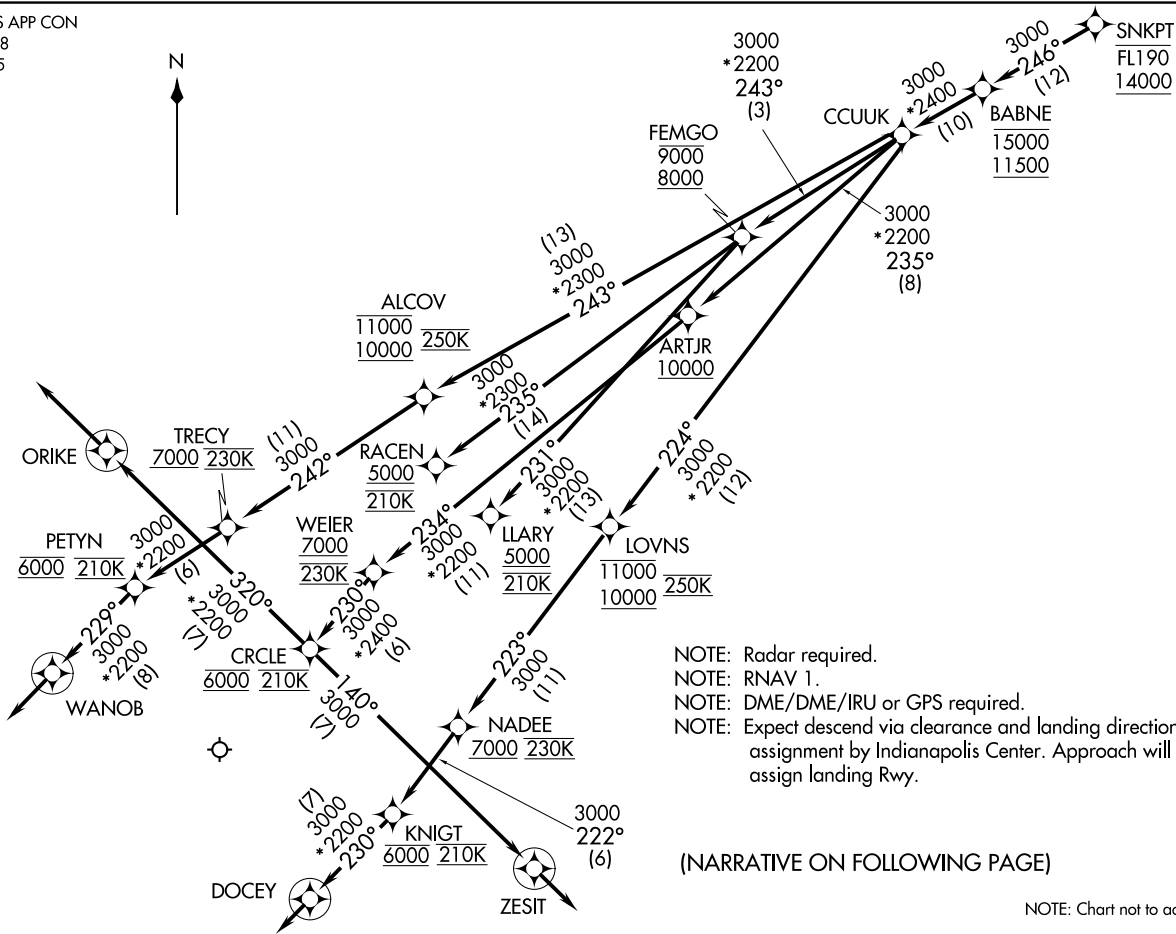 S APP CON
8
5
N
SNKPT
FL190
14000
3000
246°
(12)
BABNE
15000
11500
3000
*2400
(10)
CCUUK
3000
*2200
243°
(3)
FEMGO
9000
8000
3000
*2200
235°
(8)
(13)
3000
*2300
243°
ALCOV
11000
10000 250K
ARTJR
10000
3000
*2300
235°
(14)
RACEN
5000
210K
231°
3000
*2200
(13)
LLARY
5000
210K
224°
3000
*2200
(12)
LOVNS
11000
10000 250K
(11)
3000
242°
TRECY
7000 230K
ORIKE
PETYN
6000 210K
3000
*2200
(6)
229°
3000
*2200
(8)
WANOB
320°
*2200
3000
(7)
WEIER
7000
230K
234°
3000
*2200
(11)
230°
3000
*2400
(6)
CRCLE
6000 210K
140°
3000
(7)
223°
3000
(11)
NADEE
7000 230K
3000
222°
(6)
KNIGT
6000 210K
(7)
3000
*2200
230°
DOCEY
ZESIT
NOTE: Radar required.
NOTE: RNAV 1.
NOTE: DME/DME/IRU or GPS required.
NOTE: Expect descend via clearance and landing direction
assignment by Indianapolis Center. Approach will
assign landing Rwy.
(NARRATIVE ON FOLLOWING PAGE)
NOTE: Chart not to